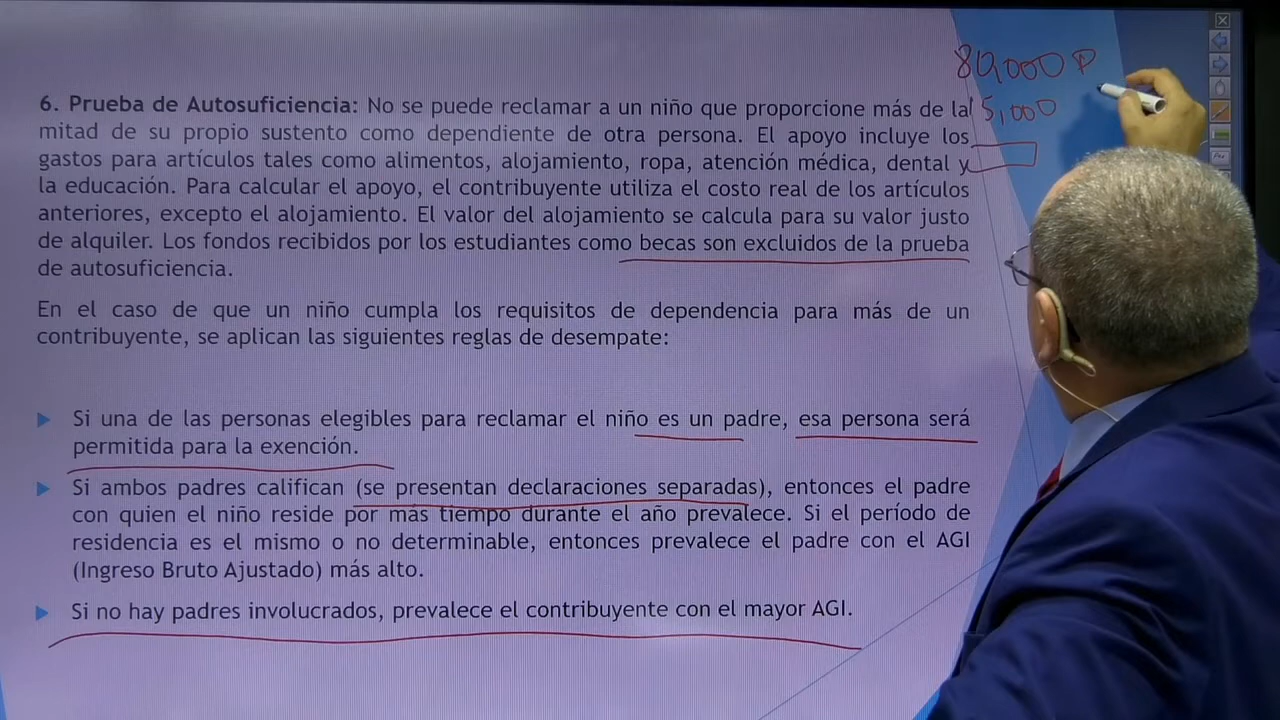 80,000 P
5,000
6. Prueba de Autosuficiencia: No se puede reclamar a un niño que proporcione más de la
mitad de su propio sustento como dependiente de otra persona. El apoyo incluye los
gastos para artículos tales como alimentos, alojamiento, ropa, atención médica, dental y
la educación. Para calcular el apoyo, el contribuyente utiliza el costo real de los artículos
anteriores, excepto el alojamiento. El valor del alojamiento se calcula para su valor justo
de alquiler. Los fondos recibidos por los estudiantes como becas son excluidos de la prueba
de autosuficiencia.
En el caso de que un niño cumpla los requisitos de dependencia para más de un
contribuyente, se aplican las siguientes reglas de desempate:
Si una de las personas elegibles para reclamar el niño es un padre, esa persona será
permitida para la exención.
Si ambos padres califican (se presentan declaraciones separadas), entonces el padre
con quien el niño reside por más tiempo durante el año prevalece. Si el período de
residencia es el mismo o no determinable, entonces prevalece el padre con el AGI
(Ingreso Bruto Ajustado) más alto.
Si no hay padres involucrados, prevalece el contribuyente con el mayor AGI.